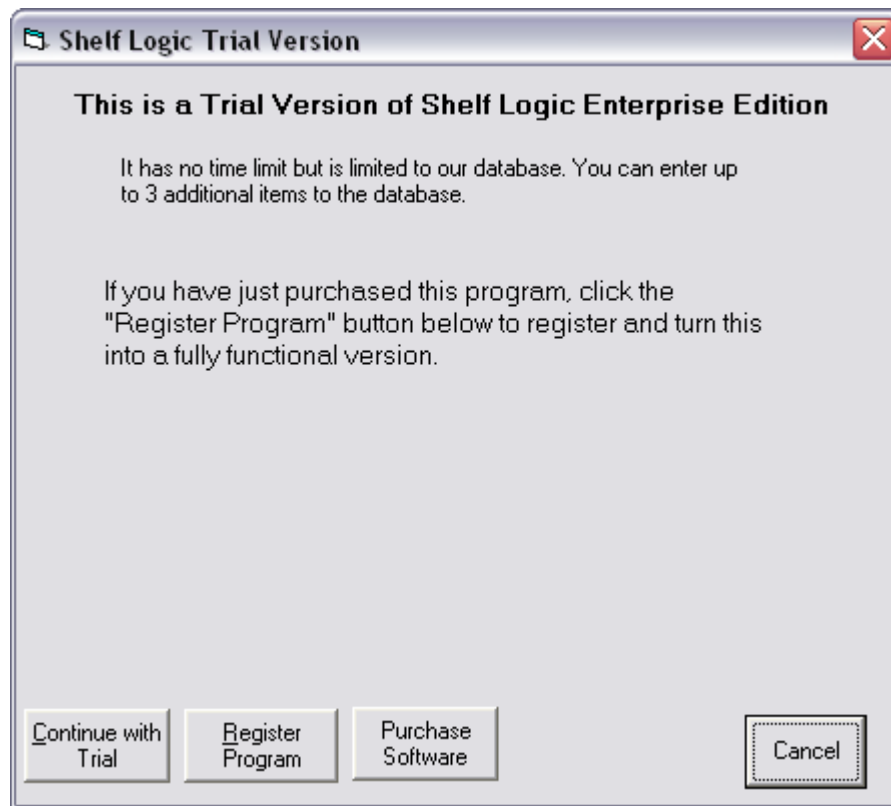 Shelf Logic Trial Version
This is a Trial Version of Shelf Logic Enterprise Edition
It has no time limit but is limited to our database. You can enter up
to 3 additional items to the database.
If you have just purchased this program, click the
"Register Program" button below to register and turn this
into a fully functional version.
Continue with
Trial
Register
Program
Purchase
Software
Cancel